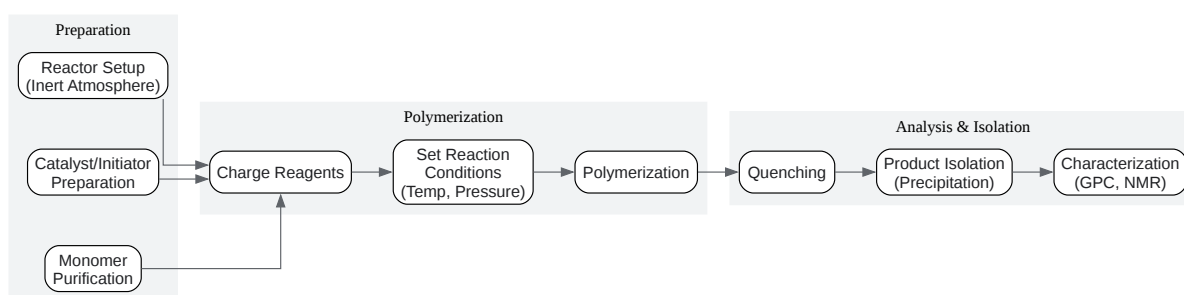 Preparation
Reactor Setup
(Inert Atmosphere)
Catalyst/Initiator
Preparation
Monomer
Purification
Polymerization
Charge Reagents
Set Reaction
Conditions
(Temp, Pressure)
Polymerization
Analysis & Isolation
Quenching
Product Isolation
(Precipitation)
Characterization
(GPC, NMR)